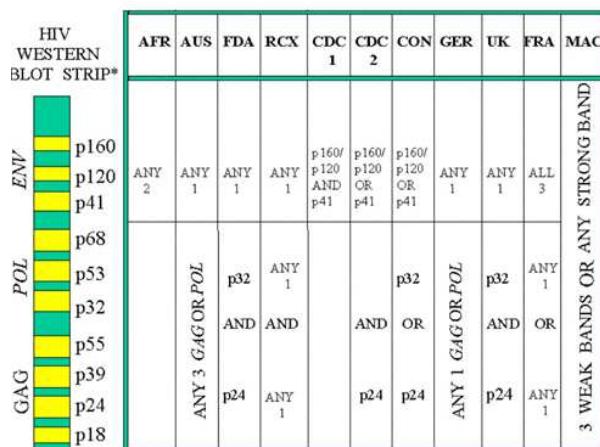 HIV
WESTERN
BLOT STRIP*
AFR AUS FDA RCX CDC 1 CDC 2 CON GER UK FRA MAC
ENV
p160
p120
p41
ANY 2
ANY 1
ANY 1
ANY 1
p160/
p120
AND
p41
p160/
p120
OR
p41
p160/
p120
OR
p41
ANY 1
ANY 1
ALL 3
3 WEAK BANDS OR ANY STRONG BAND
POL
p68
p53
p32
GAG
p55
p39
p24
p18
ANY 3 GAG OR POL
p32
AND
p24
ANY 1
AND
ANY 1
AND
p24
p32
OR
p24
ANY 1 GAG OR POL
p32
AND
p24
ANY 1
OR
ANY 1